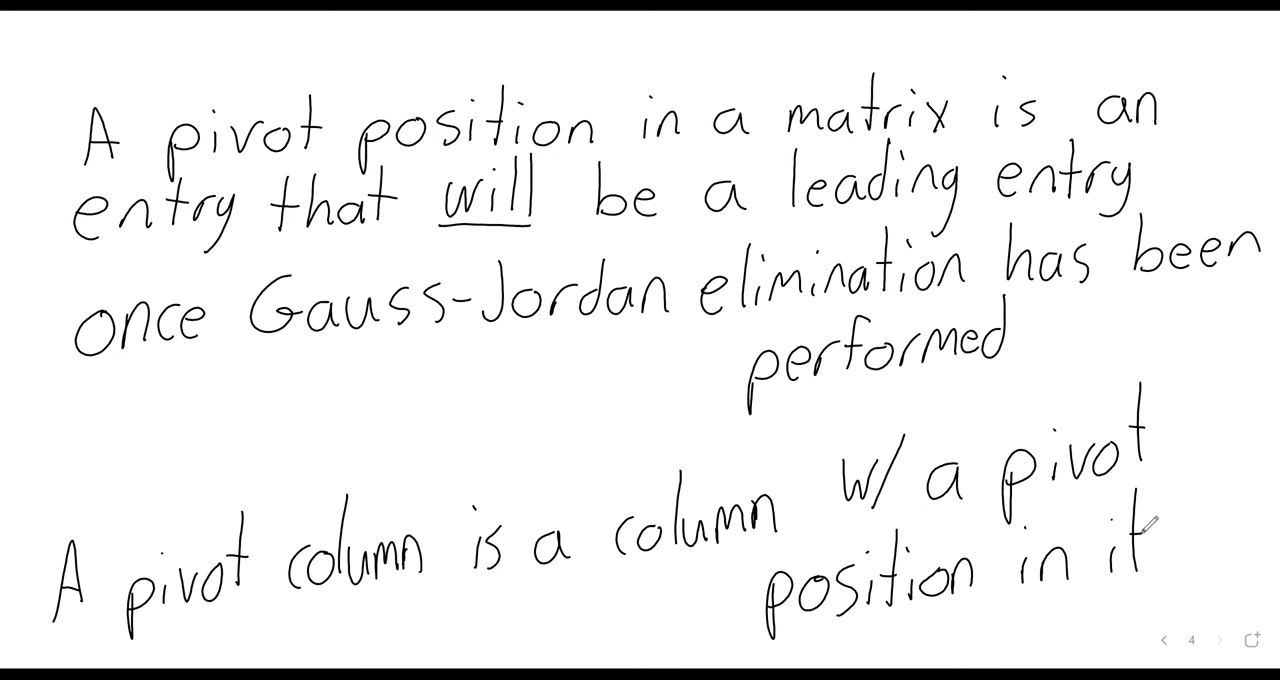 A pivot position in a matrix is an
entry that will be a leading entry
once Gauss-Jordan elimination has been
performed
A pivot column is a column w/ a pivot
position in it
4